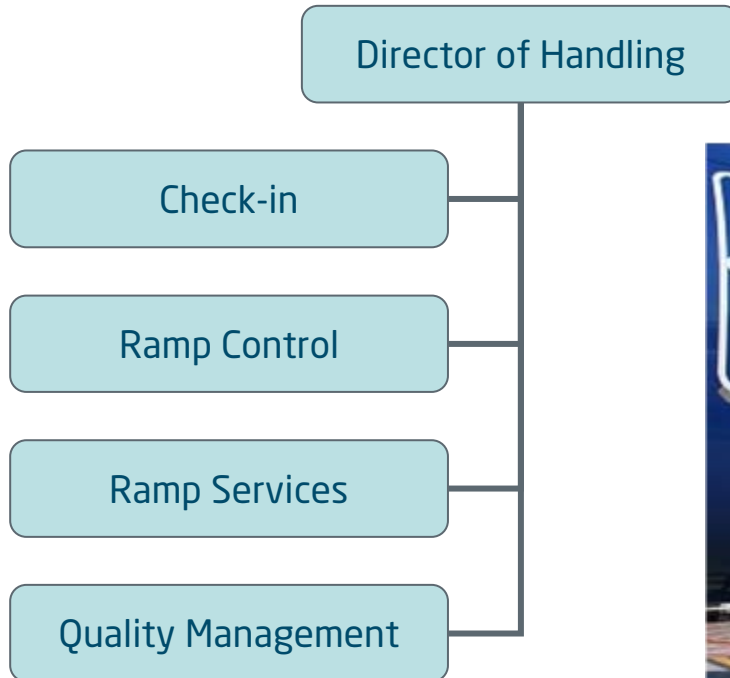 Director of Handling
Check-in
Ramp Control
Ramp Services
Quality Management